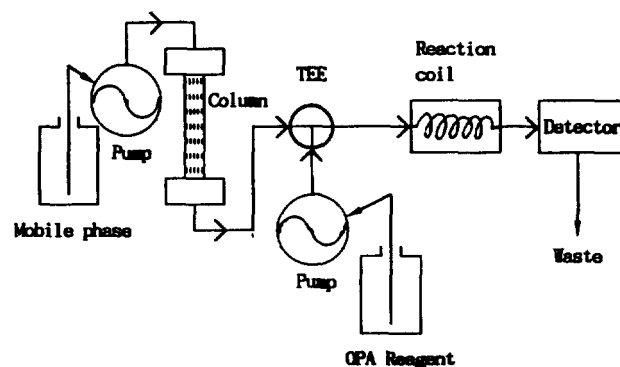 TEE
Reaction
coil
Column
Pump
Detector
Mobile phase
Pump
Waste
OPA Reagent